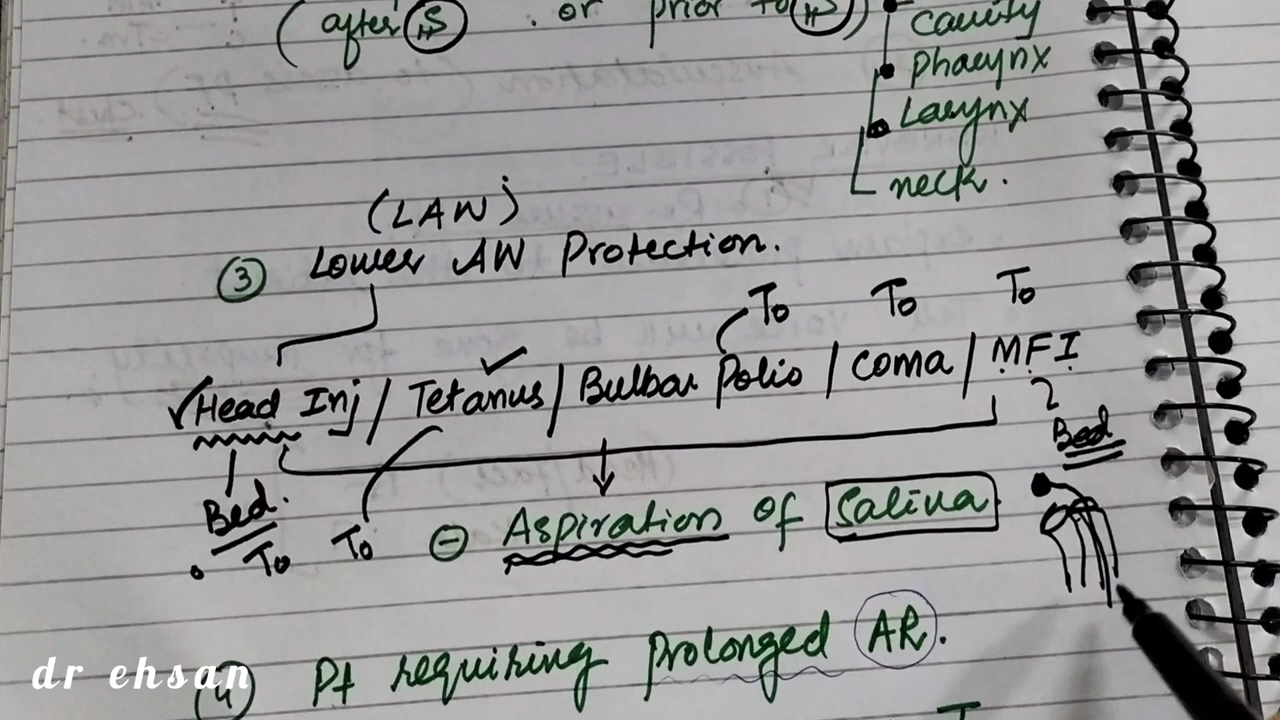 (after S . or prior to S)
cavity
Pharynx
Larynx
neck.
(LAW)
③ Lower AW Protection.
To To To
✓Head Inj / Tetanus / Bulbar Polio / Coma / MFI
Bed. Bed
To To ⊖ Aspiration of Saliva
④ Pt requiring Prolonged AR.
dr ehsan